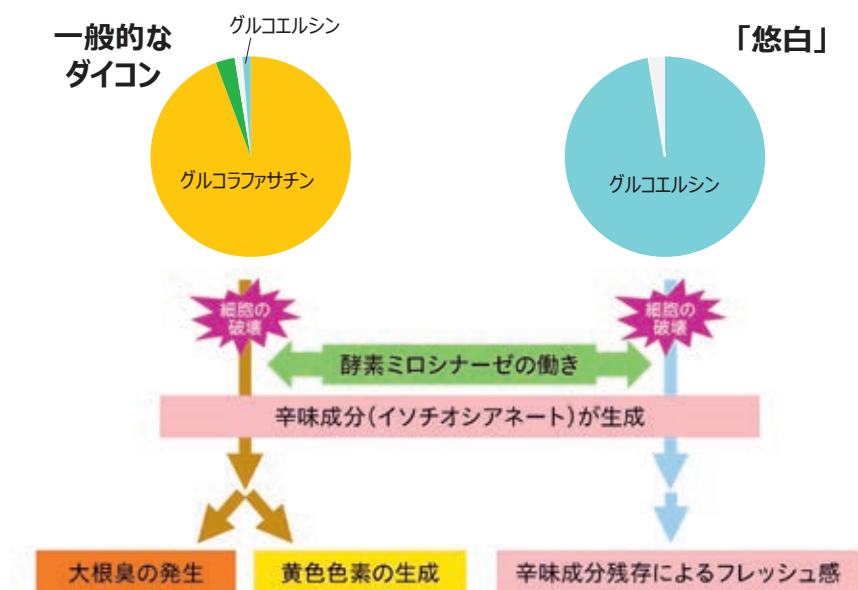 グルコエルシン
一般的な
ダイコン
「悠白」
グルコラファサチン
グルコエルシン
細胞の
破壊
細胞の
破壊
酵素ミロシナーゼの働き
辛味成分(イソチオシアネート)が生成
大根臭の発生
黄色色素の生成
辛味成分残存によるフレッシュ感